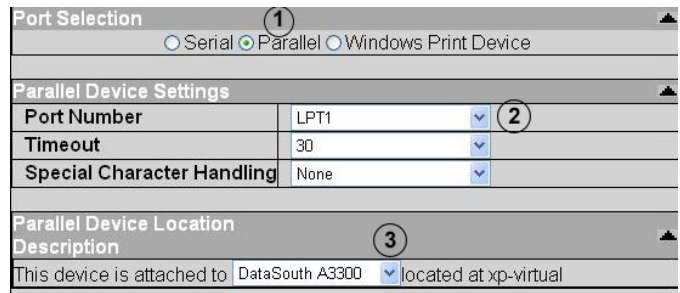 Port Selection 1
Serial Parallel Windows Print Device
Parallel Device Settings
Port Number LPT1 2
Timeout 30
Special Character Handling None
Parallel Device Location
Description 3
This device is attached to DataSouth A3300 located at xp-virtual